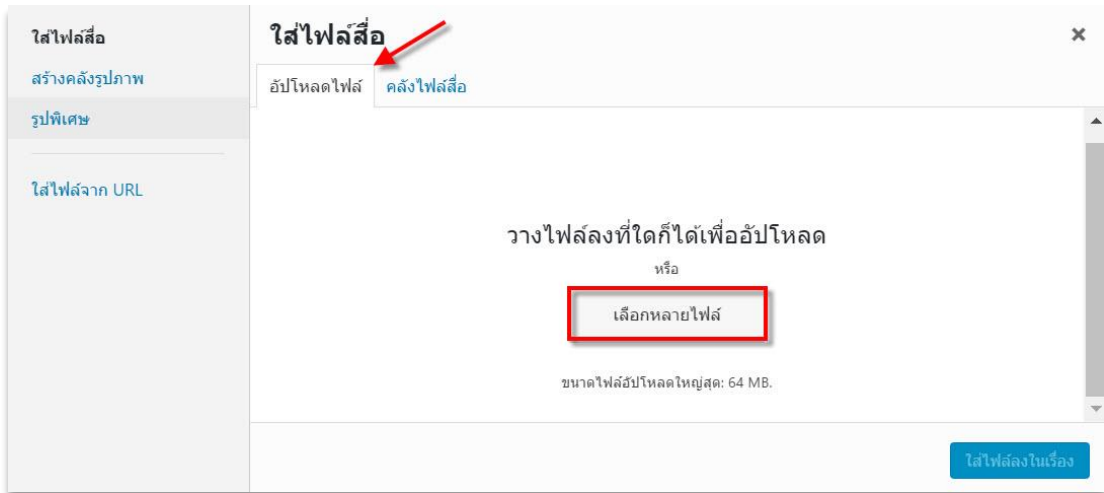 ใส่ไฟล์สื่อ
สร้างคลังรูปภาพ
รูปพิเศษ
ใส่ไฟล์จาก URL
ใส่ไฟล์สื่อ
อัปโหลดไฟล์
คลังไฟล์สื่อ
วางไฟล์ลงที่ใดก็ได้เพื่ออัปโหลด
หรือ
เลือกหลายไฟล์
ขนาดไฟล์อัปโหลดใหญ่สุด: 64 MB.
ใส่ไฟล์ลงในเรื่อง